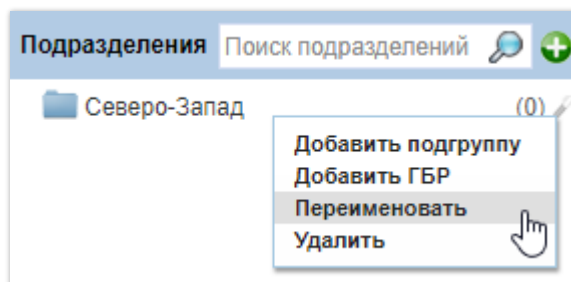 Подразделения Поиск подразделений
Северо-Запад (0)
Добавить подгруппу
Добавить ГБР
Переименовать
Удалить